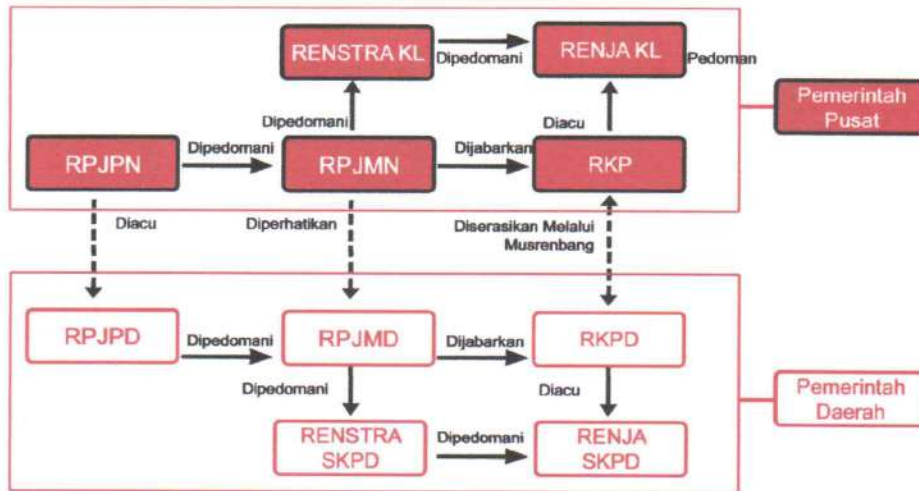 RENSTRA KL
Dipedomani
RENJA KL
Pedoman
Pemerintah
Pusat
Dipedomani
Diacu
RPJPN
Dipedomani
RPJMN
Dijabarkan
RKP
Diacu
Diperhatikan
Diserasikan Melalui
Musrenbang
RPJPD
Dipedomani
RPJMD
Dijabarkan
RKPD
Dipedomani
Diacu
Pemerintah
Daerah
RENSTRA
SKPD
Dipedomani
RENJA
SKPD